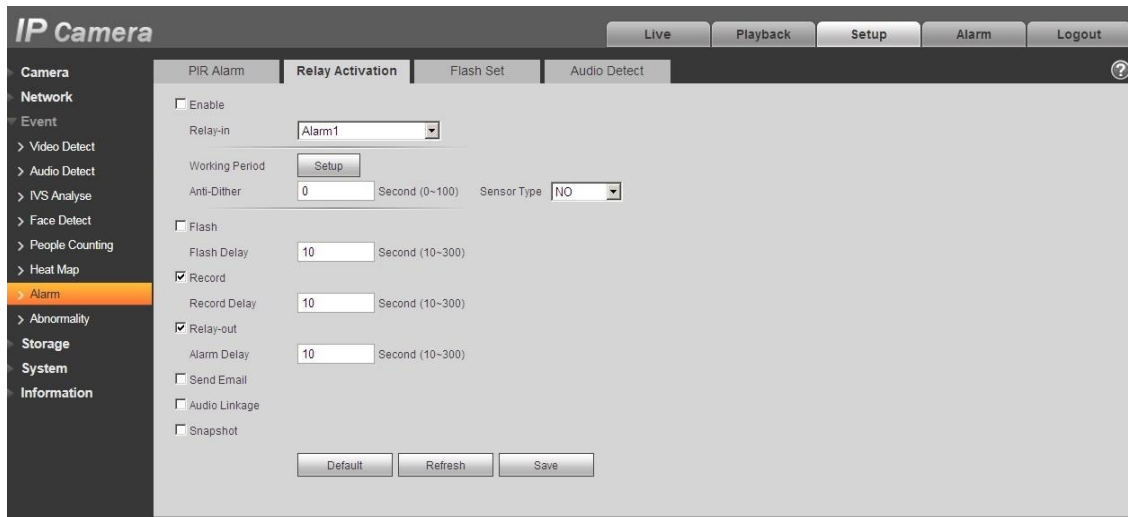 IP Camera
Live Playback Setup Alarm Logout
Camera
Network
Event
> Video Detect
> Audio Detect
> IVS Analyse
> Face Detect
> People Counting
> Heat Map
> Alarm
> Abnormality
Storage
System
Information
PIR Alarm Relay Activation Flash Set Audio Detect ?
Enable
Relay-in Alarm1
Working Period Setup
Anti-Dither 0 Second (0~100) Sensor Type NO
Flash
Flash Delay 10 Second (10~300)
Record
Record Delay 10 Second (10~300)
Relay-out
Alarm Delay 10 Second (10~300)
Send Email
Audio Linkage
Snapshot
Default Refresh Save